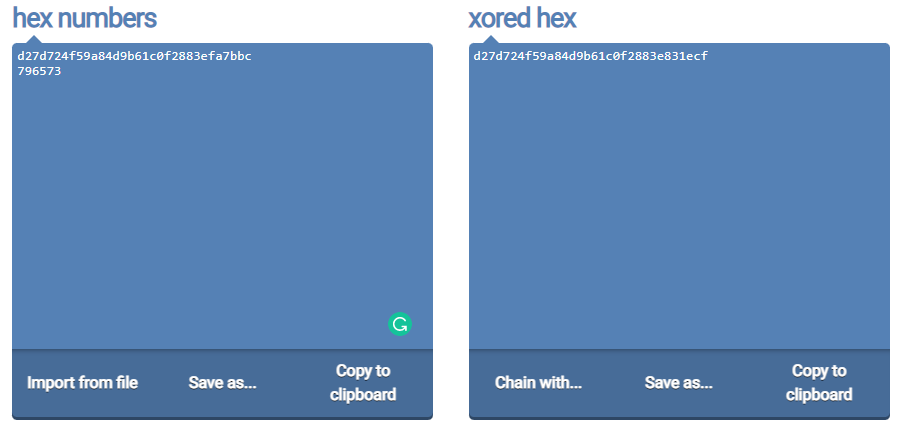 hex numbers
d27d724f59a84d9b61c0f2883efa7bbc
796573
Import from file
Save as...
Copy to
clipboard
xored hex
d27d724f59a84d9b61c0f2883e831ecf
Chain with...
Save as...
Copy to
clipboard